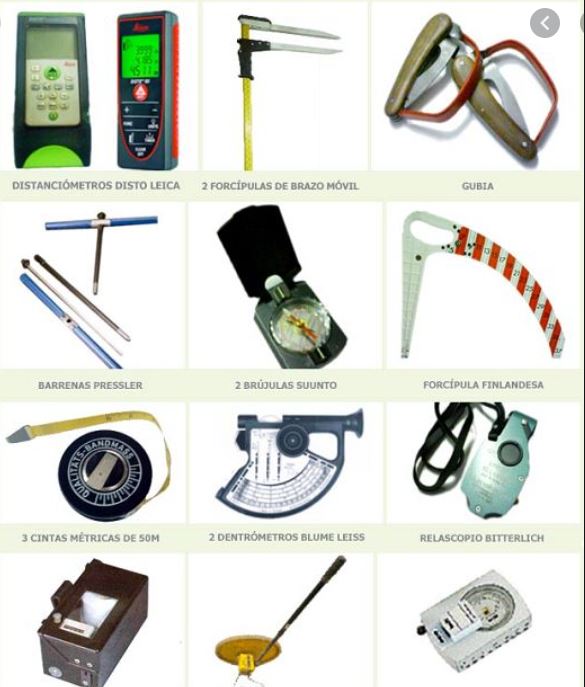 DISTANCIÓMETROS DISTO LEICA
2 FORCÍPULAS DE BRAZO MÓVIL
GUBIA
BARRENAS PRESSLER
2 BRÚJULAS SUUNTO
FORCÍPULA FINLANDESA
QUALITÄTS-BANDMASS
3 CINTAS MÉTRICAS DE 50M
2 DENTRÓMETROS BLUME LEISS
RELASCOPIO BITTERLICH